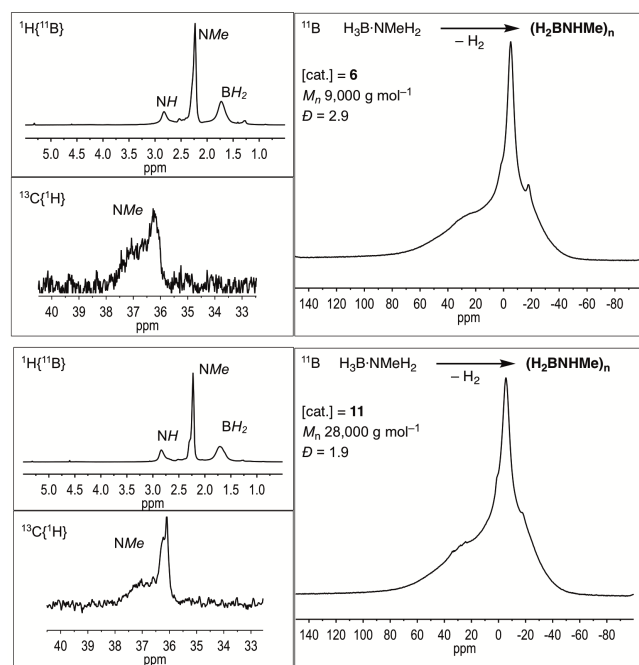 ¹H{¹¹B}
NMe
NH
BH₂
5.0 4.5 4.0 3.5 3.0 2.5 2.0 1.5 1.0
ppm
¹³C{¹H}
NMe
40 39 38 37 36 35 34 33
ppm
¹¹B H₃B·NMeH₂ – H₂ (H₂BNHMe)n
[cat.] = 6
Mn 9,000 g mol⁻¹
Đ = 2.9
140 120 100 80 60 40 20 0 -20 -40 -60 -80
ppm
¹H{¹¹B}
NMe
NH
BH₂
5.0 4.5 4.0 3.5 3.0 2.5 2.0 1.5 1.0
ppm
¹³C{¹H}
NMe
40 39 38 37 36 35 34 33
ppm
¹¹B H₃B·NMeH₂ – H₂ (H₂BNHMe)n
[cat.] = 11
Mn 28,000 g mol⁻¹
Đ = 1.9
140 120 100 80 60 40 20 0 -20 -40 -60 -80
ppm